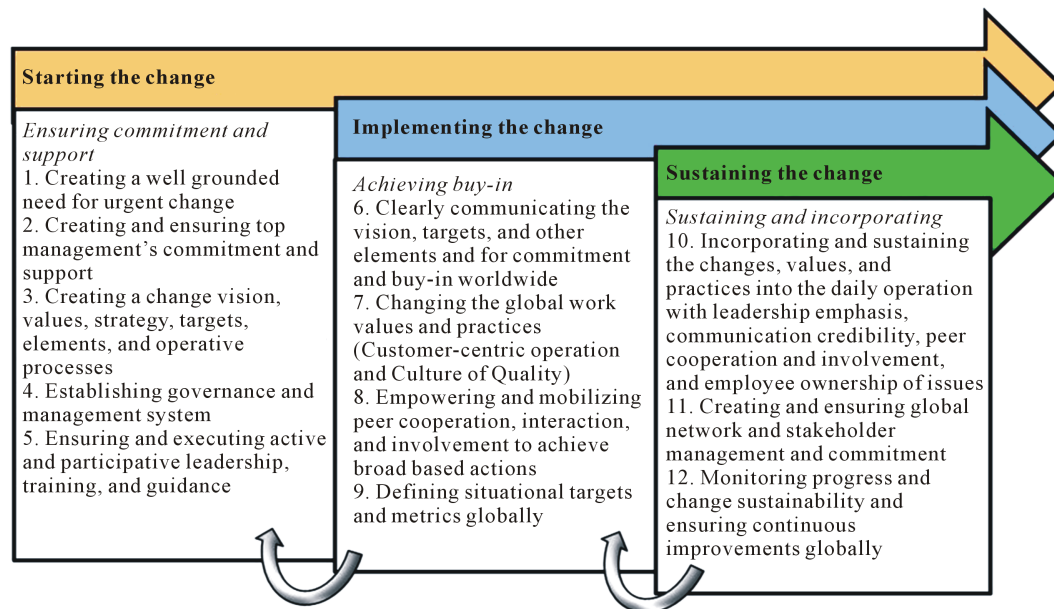 Starting the change
Ensuring commitment and
support
1. Creating a well grounded
need for urgent change
2. Creating and ensuring top
management’s commitment and
support
3. Creating a change vision,
values, strategy, targets,
elements, and operative
processes
4. Establishing governance and
management system
5. Ensuring and executing active
and participative leadership,
training, and guidance
Implementing the change
Achieving buy-in
6. Clearly communicating the
vision, targets, and other
elements and for commitment
and buy-in worldwide
7. Changing the global work
values and practices
(Customer-centric operation
and Culture of Quality)
8. Empowering and mobilizing
peer cooperation, interaction,
and involvement to achieve
broad based actions
9. Defining situational targets
and metrics globally
Sustaining the change
Sustaining and incorporating
10. Incorporating and sustaining
the changes, values, and
practices into the daily operation
with leadership emphasis,
communication credibility, peer
cooperation and involvement,
and employee ownership of issues
11. Creating and ensuring global
network and stakeholder
management and commitment
12. Monitoring progress and
change sustainability and
ensuring continuous
improvements globally